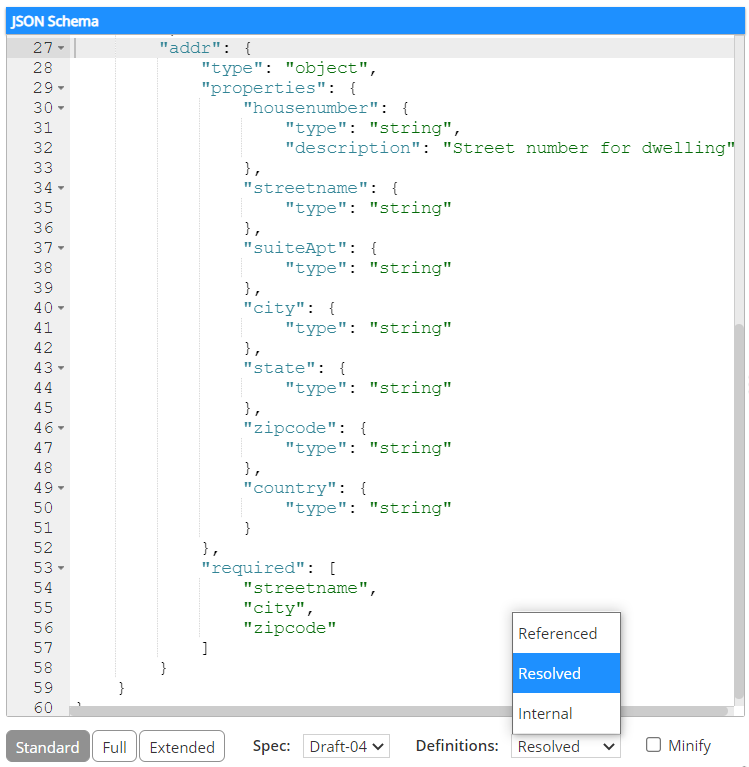 JSON Schema
27 "addr": {
28 "type": "object",
29 "properties": {
30 "housenumber": {
31 "type": "string",
32 "description": "Street number for dwelling"
33 },
34 "streetname": {
35 "type": "string"
36 },
37 "suiteApt": {
38 "type": "string"
39 },
40 "city": {
41 "type": "string"
42 },
43 "state": {
44 "type": "string"
45 },
46 "zipcode": {
47 "type": "string"
48 },
49 "country": {
50 "type": "string"
51 }
52 },
53 "required": [
54 "streetname",
55 "city",
56 "zipcode"
57 ]
58 }
59 }
60 }
Referenced
Resolved
Internal
Standard Full Extended Spec: Draft-04 Definitions: Resolved Minify